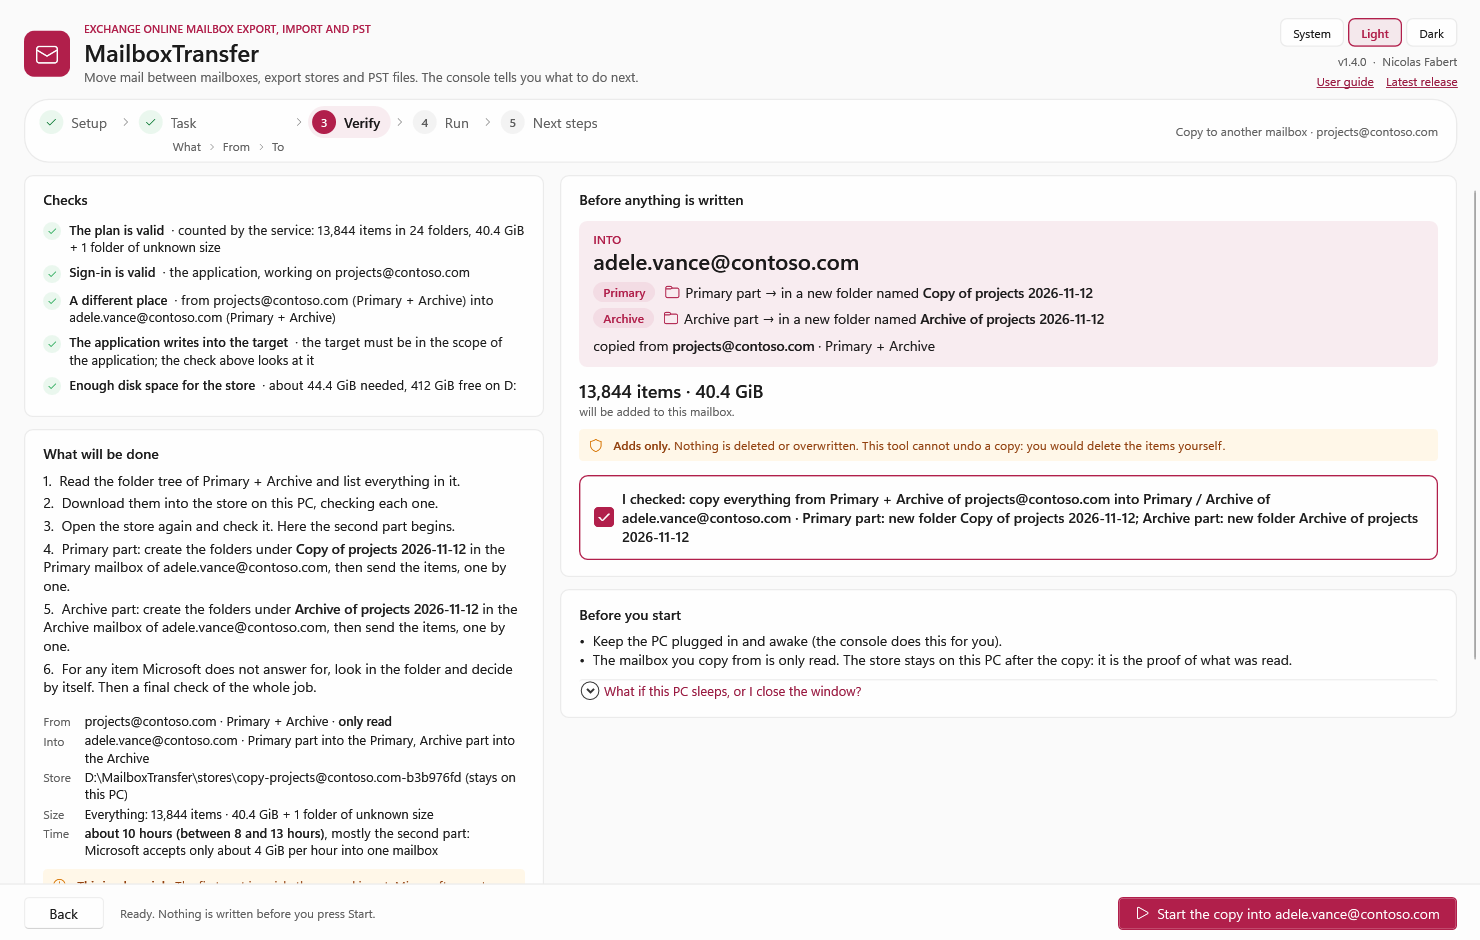 EXCHANGE ONLINE MAILBOX EXPORT, IMPORT AND PST
MailboxTransfer
Move mail between mailboxes, export stores and PST files. The console tells you what to do next.
System
Light
Dark
v1.4.0 · Nicolas Fabert
User guide
Latest release
Setup
Task
What
From
To
3 Verify
4 Run
5 Next steps
Copy to another mailbox · projects@contoso.com
Checks
The plan is valid · counted by the service: 13,844 items in 24 folders, 40.4 GiB
+ 1 folder of unknown size
Sign-in is valid · the application, working on projects@contoso.com
A different place · from projects@contoso.com (Primary + Archive) into
adele.vance@contoso.com (Primary + Archive)
The application writes into the target · the target must be in the scope of
the application; the check above looks at it
Enough disk space for the store · about 44.4 GiB needed, 412 GiB free on D:
What will be done
1. Read the folder tree of Primary + Archive and list everything in it.
2. Download them into the store on this PC, checking each one.
3. Open the store again and check it. Here the second part begins.
4. Primary part: create the folders under Copy of projects 2026-11-12 in the
Primary mailbox of adele.vance@contoso.com, then send the items, one by
one.
5. Archive part: create the folders under Archive of projects 2026-11-12 in the
Archive mailbox of adele.vance@contoso.com, then send the items, one by
one.
6. For any item Microsoft does not answer for, look in the folder and decide
by itself. Then a final check of the whole job.
From projects@contoso.com · Primary + Archive · only read
Into adele.vance@contoso.com · Primary part into the Primary, Archive part into
the Archive
Store D:\MailboxTransfer\stores\copy-projects@contoso.com-b3b976fd (stays on
this PC)
Size Everything: 13,844 items · 40.4 GiB + 1 folder of unknown size
Time about 10 hours (between 8 and 13 hours), mostly the second part:
Microsoft accepts only about 4 GiB per hour into one mailbox
Before anything is written
INTO
adele.vance@contoso.com
Primary Primary part → in a new folder named Copy of projects 2026-11-12
Archive Archive part → in a new folder named Archive of projects 2026-11-12
copied from projects@contoso.com · Primary + Archive
13,844 items · 40.4 GiB
will be added to this mailbox.
Adds only. Nothing is deleted or overwritten. This tool cannot undo a copy: you would delete the items yourself.
I checked: copy everything from Primary + Archive of projects@contoso.com into Primary / Archive of
adele.vance@contoso.com · Primary part: new folder Copy of projects 2026-11-12; Archive part: new folder Archive of projects
2026-11-12
Before you start
• Keep the PC plugged in and awake (the console does this for you).
• The mailbox you copy from is only read. The store stays on this PC after the copy: it is the proof of what was read.
What if this PC sleeps, or I close the window?
Back
Ready. Nothing is written before you press Start.
Start the copy into adele.vance@contoso.com